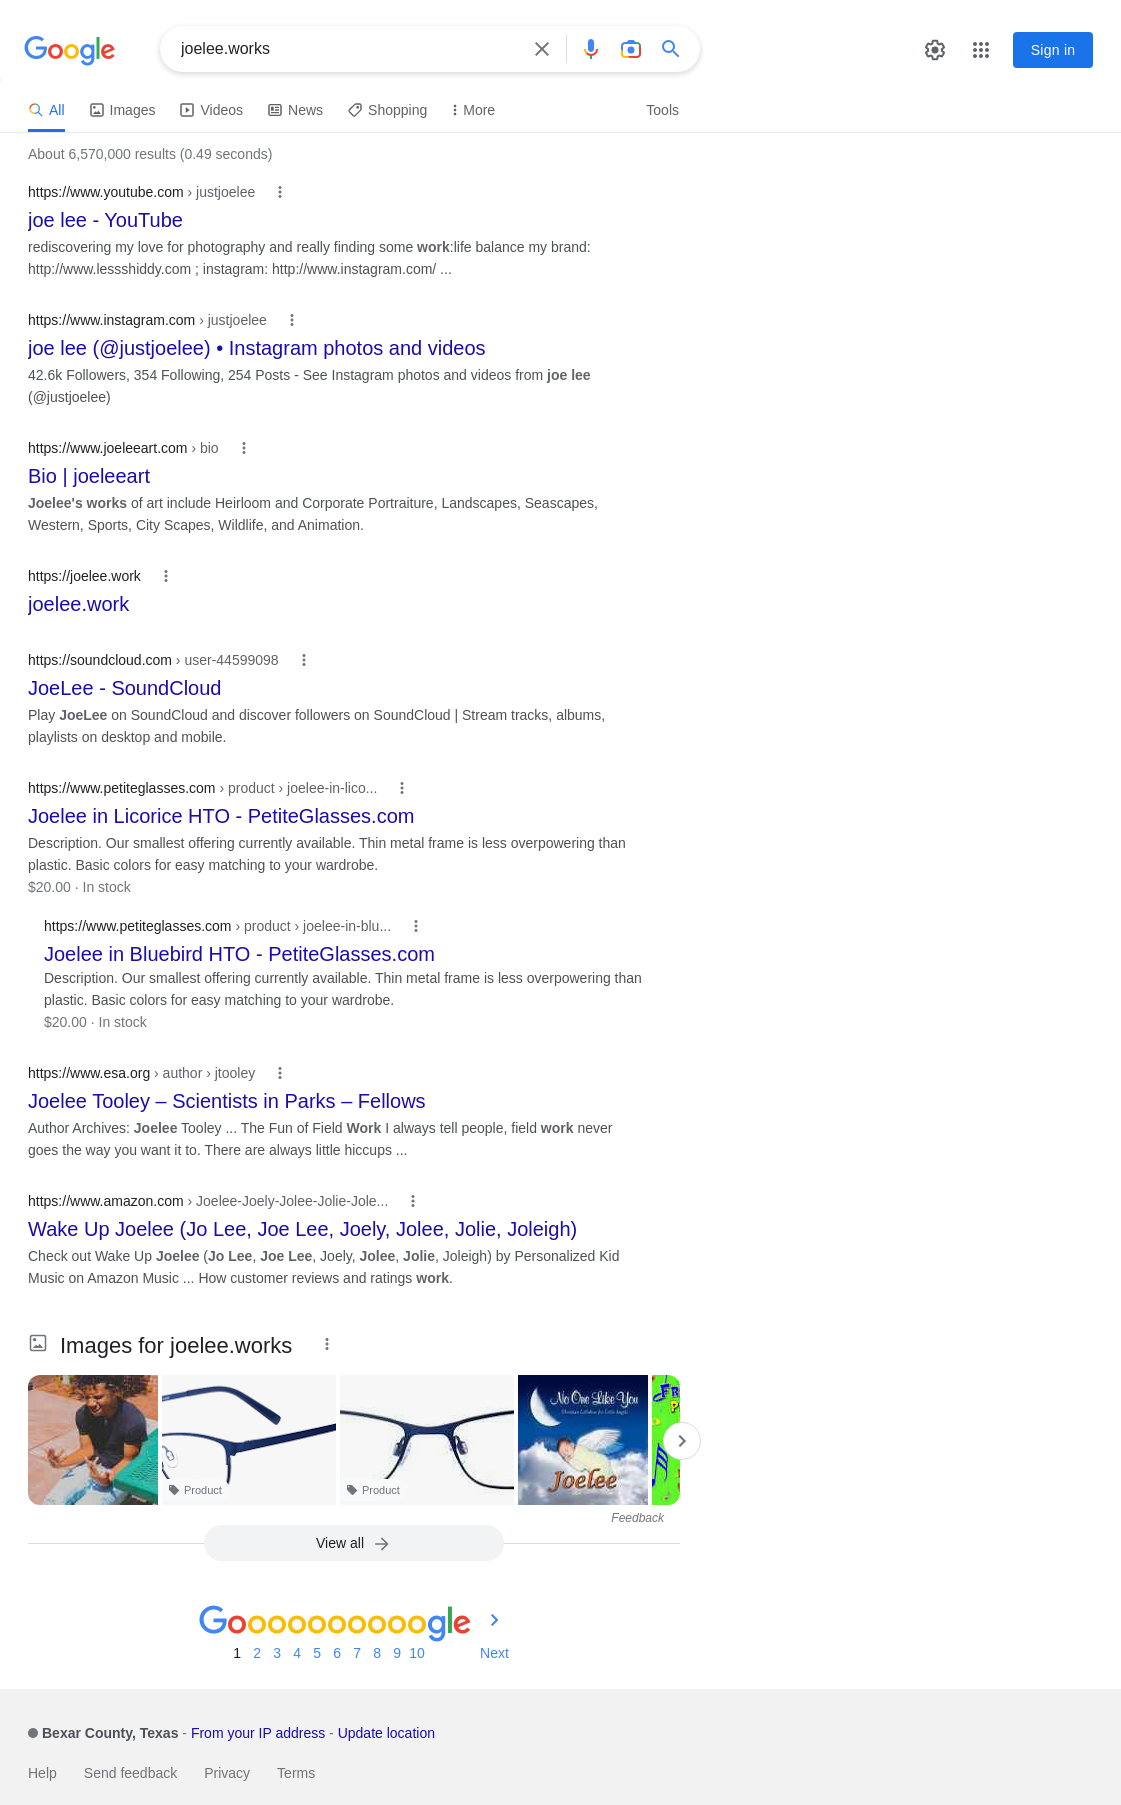 Google
joelee.works
Sign in
All
Images
Videos
News
Shopping
More
Tools
About 6,570,000 results (0.49 seconds)
https://www.youtube.com › justjoelee
joe lee - YouTube
rediscovering my love for photography and really finding some work:life balance my brand:
http://www.lessshiddy.com ; instagram: http://www.instagram.com/ ...
https://www.instagram.com › justjoelee
joe lee (@justjoelee) • Instagram photos and videos
42.6k Followers, 354 Following, 254 Posts - See Instagram photos and videos from joe lee
(@justjoelee)
https://www.joeleeart.com › bio
Bio | joeleeart
Joelee's works of art include Heirloom and Corporate Portraiture, Landscapes, Seascapes,
Western, Sports, City Scapes, Wildlife, and Animation.
https://joelee.work
joelee.work
https://soundcloud.com › user-44599098
JoeLee - SoundCloud
Play JoeLee on SoundCloud and discover followers on SoundCloud | Stream tracks, albums,
playlists on desktop and mobile.
https://www.petiteglasses.com › product › joelee-in-lico...
Joelee in Licorice HTO - PetiteGlasses.com
Description. Our smallest offering currently available. Thin metal frame is less overpowering than
plastic. Basic colors for easy matching to your wardrobe.
$20.00 · In stock
https://www.petiteglasses.com › product › joelee-in-blu...
Joelee in Bluebird HTO - PetiteGlasses.com
Description. Our smallest offering currently available. Thin metal frame is less overpowering than
plastic. Basic colors for easy matching to your wardrobe.
$20.00 · In stock
https://www.esa.org › author › jtooley
Joelee Tooley – Scientists in Parks – Fellows
Author Archives: Joelee Tooley ... The Fun of Field Work I always tell people, field work never
goes the way you want it to. There are always little hiccups ...
https://www.amazon.com › Joelee-Joely-Jolee-Jolie-Jole...
Wake Up Joelee (Jo Lee, Joe Lee, Joely, Jolee, Jolie, Joleigh)
Check out Wake Up Joelee (Jo Lee, Joe Lee, Joely, Jolee, Jolie, Joleigh) by Personalized Kid
Music on Amazon Music ... How customer reviews and ratings work.
Images for joelee.works
No One Like You
Joelee
Product
Product
Feedback
View all
Goooooooooogle
1 2 3 4 5 6 7 8 9 10 Next
Bexar County, Texas - From your IP address - Update location
Help Send feedback Privacy Terms